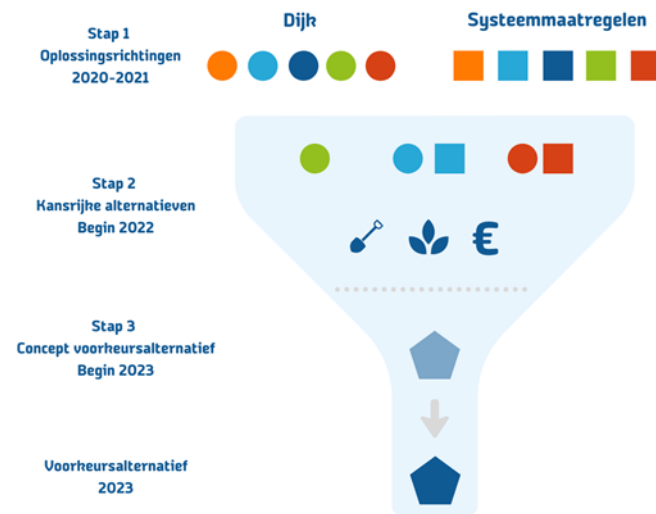 Dijk
Systeemmaatregelen
Stap 1
Oplossingsrichtingen
2020-2021
Stap 2
Kansrijke alternatieven
Begin 2022
€
Stap 3
Concept voorkeursalternatief
Begin 2023
Voorkeursalternatief
2023